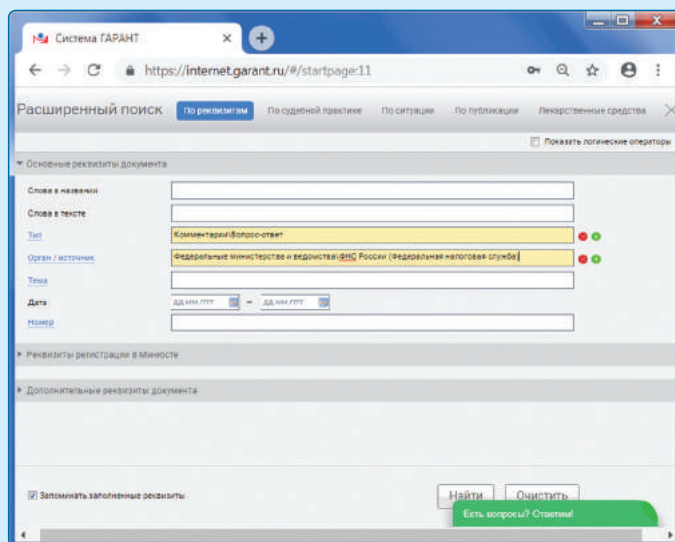 Система ГАРАНТ
https://internet.garant.ru/#/startpage:11
Расширенный поиск По реквизитам По судебной практике По ситуации По публикации Лекарственные средства
Показать логические операторы
Основные реквизиты документа
Слова в названии
Слова в тексте
Тип Комментарии\Вопрос-ответ
Орган / источник Федеральные министерства и ведомства\ФНС России (Федеральная налоговая служба)
Тема
Дата дд.мм.гггг – дд.мм.гггг
Номер
Реквизиты регистрации в Минюсте
Дополнительные реквизиты документа
Запоминать заполненные реквизиты Найти Очистить
Есть вопросы? Ответим!